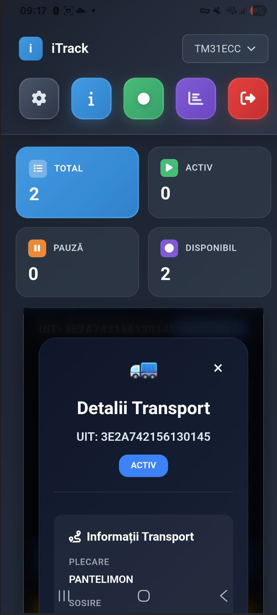 09:17
iTrack
TM31ECC
TOTAL
2
ACTIV
0
PAUZĂ
0
DISPONIBIL
2
Detalii Transport
UIT: 3E2A742156130145
ACTIV
Informații Transport
PLECARE
PANTELIMON
SOSIRE